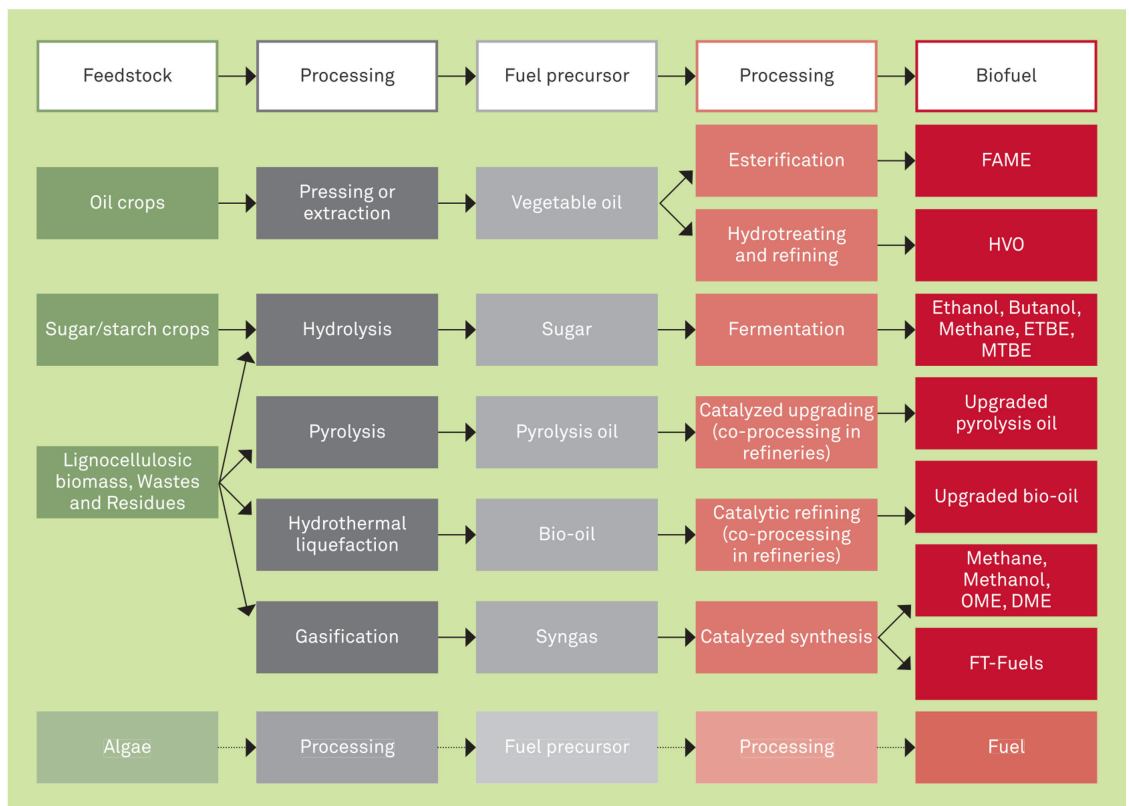 Feedstock
Processing
Fuel precursor
Processing
Biofuel
Oil crops
Pressing or
extraction
Vegetable oil
Esterification
FAME
Hydrotreating
and refining
HVO
Sugar/starch crops
Hydrolysis
Sugar
Fermentation
Ethanol, Butanol,
Methane, ETBE,
MTBE
Lignocellulosic
biomass, Wastes
and Residues
Pyrolysis
Pyrolysis oil
Catalyzed upgrading
(co-processing in
refineries)
Upgraded
pyrolysis oil
Hydrothermal
liquefaction
Bio-oil
Catalytic refining
(co-processing
in refineries)
Upgraded bio-oil
Gasification
Syngas
Catalyzed synthesis
Methane,
Methanol,
OME, DME
FT-Fuels
Algae
Processing
Fuel precursor
Processing
Fuel